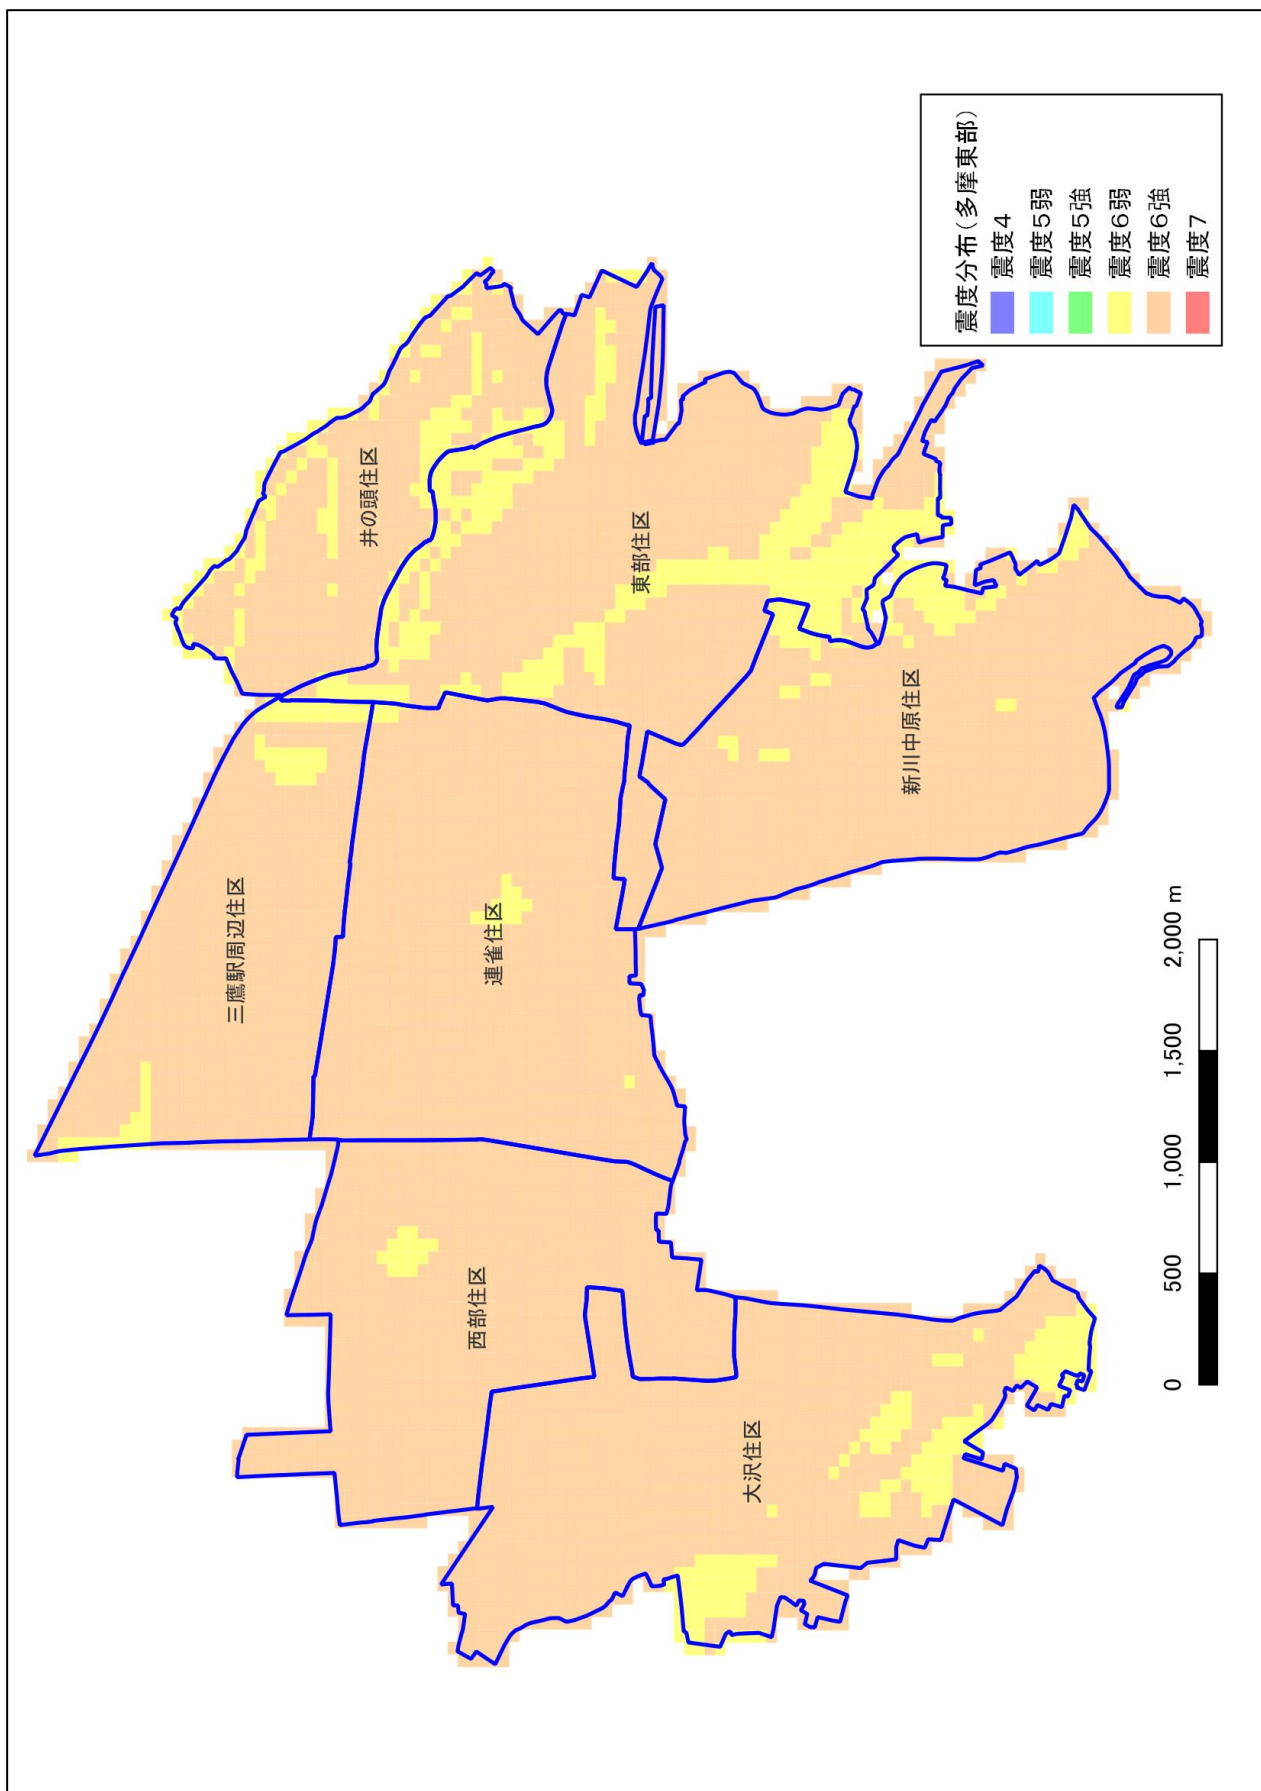 三鷹駅周辺住区
井の頭住区
連雀住区
西部住区
東部住区
大沢住区
新川中原住区
震度分布(多摩東部)
震度4
震度5弱
震度5強
震度6弱
震度6強
震度7
0 500 1,000 1,500 2,000 m